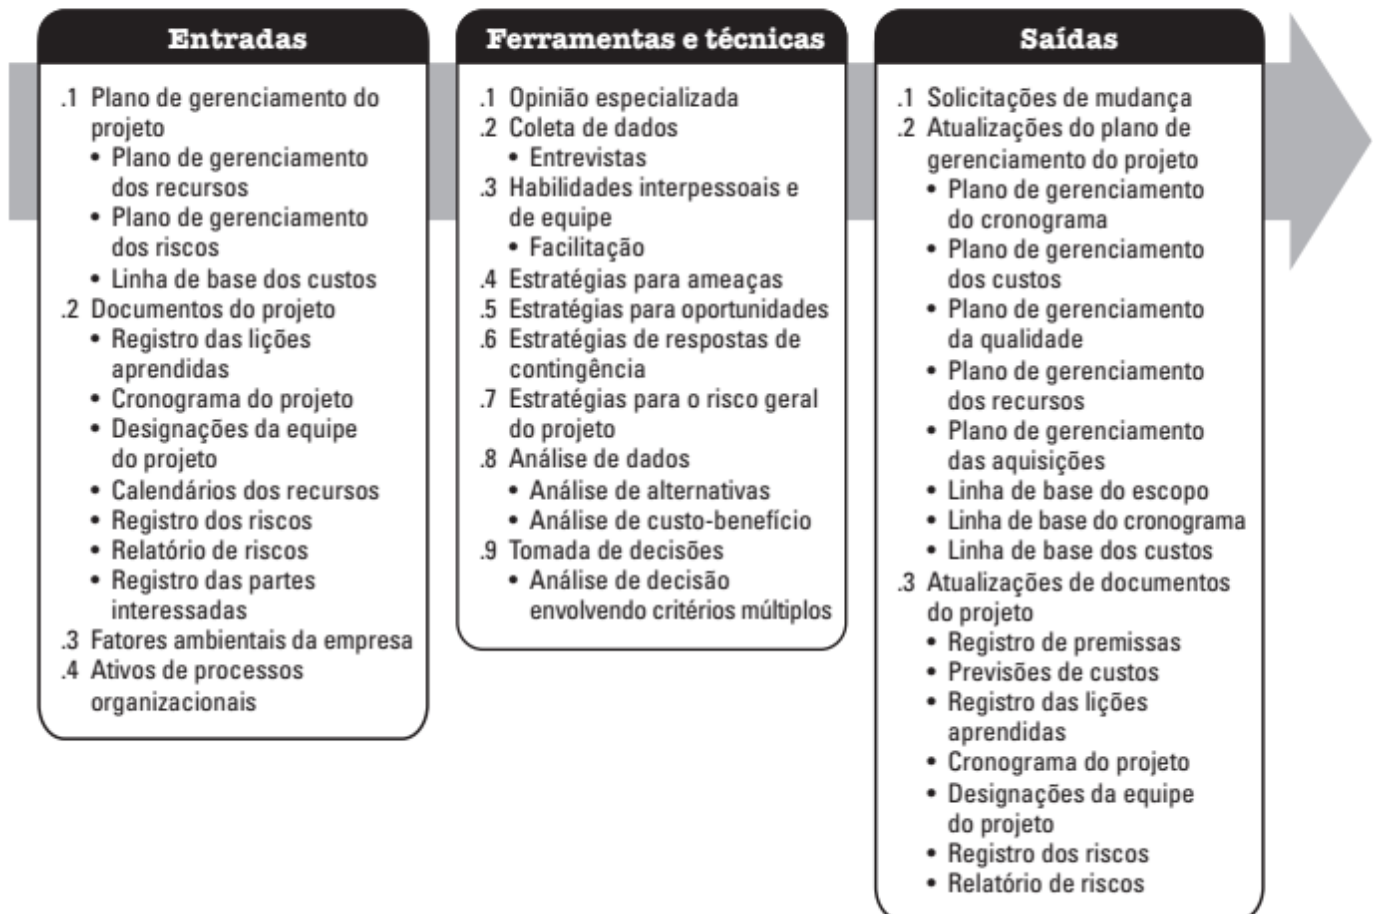 Entradas
.1 Plano de gerenciamento do
projeto
• Plano de gerenciamento
dos recursos
• Plano de gerenciamento
dos riscos
• Linha de base dos custos
.2 Documentos do projeto
• Registro das lições
aprendidas
• Cronograma do projeto
• Designações da equipe
do projeto
• Calendários dos recursos
• Registro dos riscos
• Relatório de riscos
• Registro das partes
interessadas
.3 Fatores ambientais da empresa
.4 Ativos de processos
organizacionais
Ferramentas e técnicas
.1 Opinião especializada
.2 Coleta de dados
• Entrevistas
.3 Habilidades interpessoais e
de equipe
• Facilitação
.4 Estratégias para ameaças
.5 Estratégias para oportunidades
.6 Estratégias de respostas de
contingência
.7 Estratégias para o risco geral
do projeto
.8 Análise de dados
• Análise de alternativas
• Análise de custo-benefício
.9 Tomada de decisões
• Análise de decisão
envolvendo critérios múltiplos
Saídas
.1 Solicitações de mudança
.2 Atualizações do plano de
gerenciamento do projeto
• Plano de gerenciamento
do cronograma
• Plano de gerenciamento
dos custos
• Plano de gerenciamento
da qualidade
• Plano de gerenciamento
dos recursos
• Plano de gerenciamento
das aquisições
• Linha de base do escopo
• Linha de base do cronograma
• Linha de base dos custos
.3 Atualizações de documentos
do projeto
• Registro de premissas
• Previsões de custos
• Registro das lições
aprendidas
• Cronograma do projeto
• Designações da equipe
do projeto
• Registro dos riscos
• Relatório de riscos